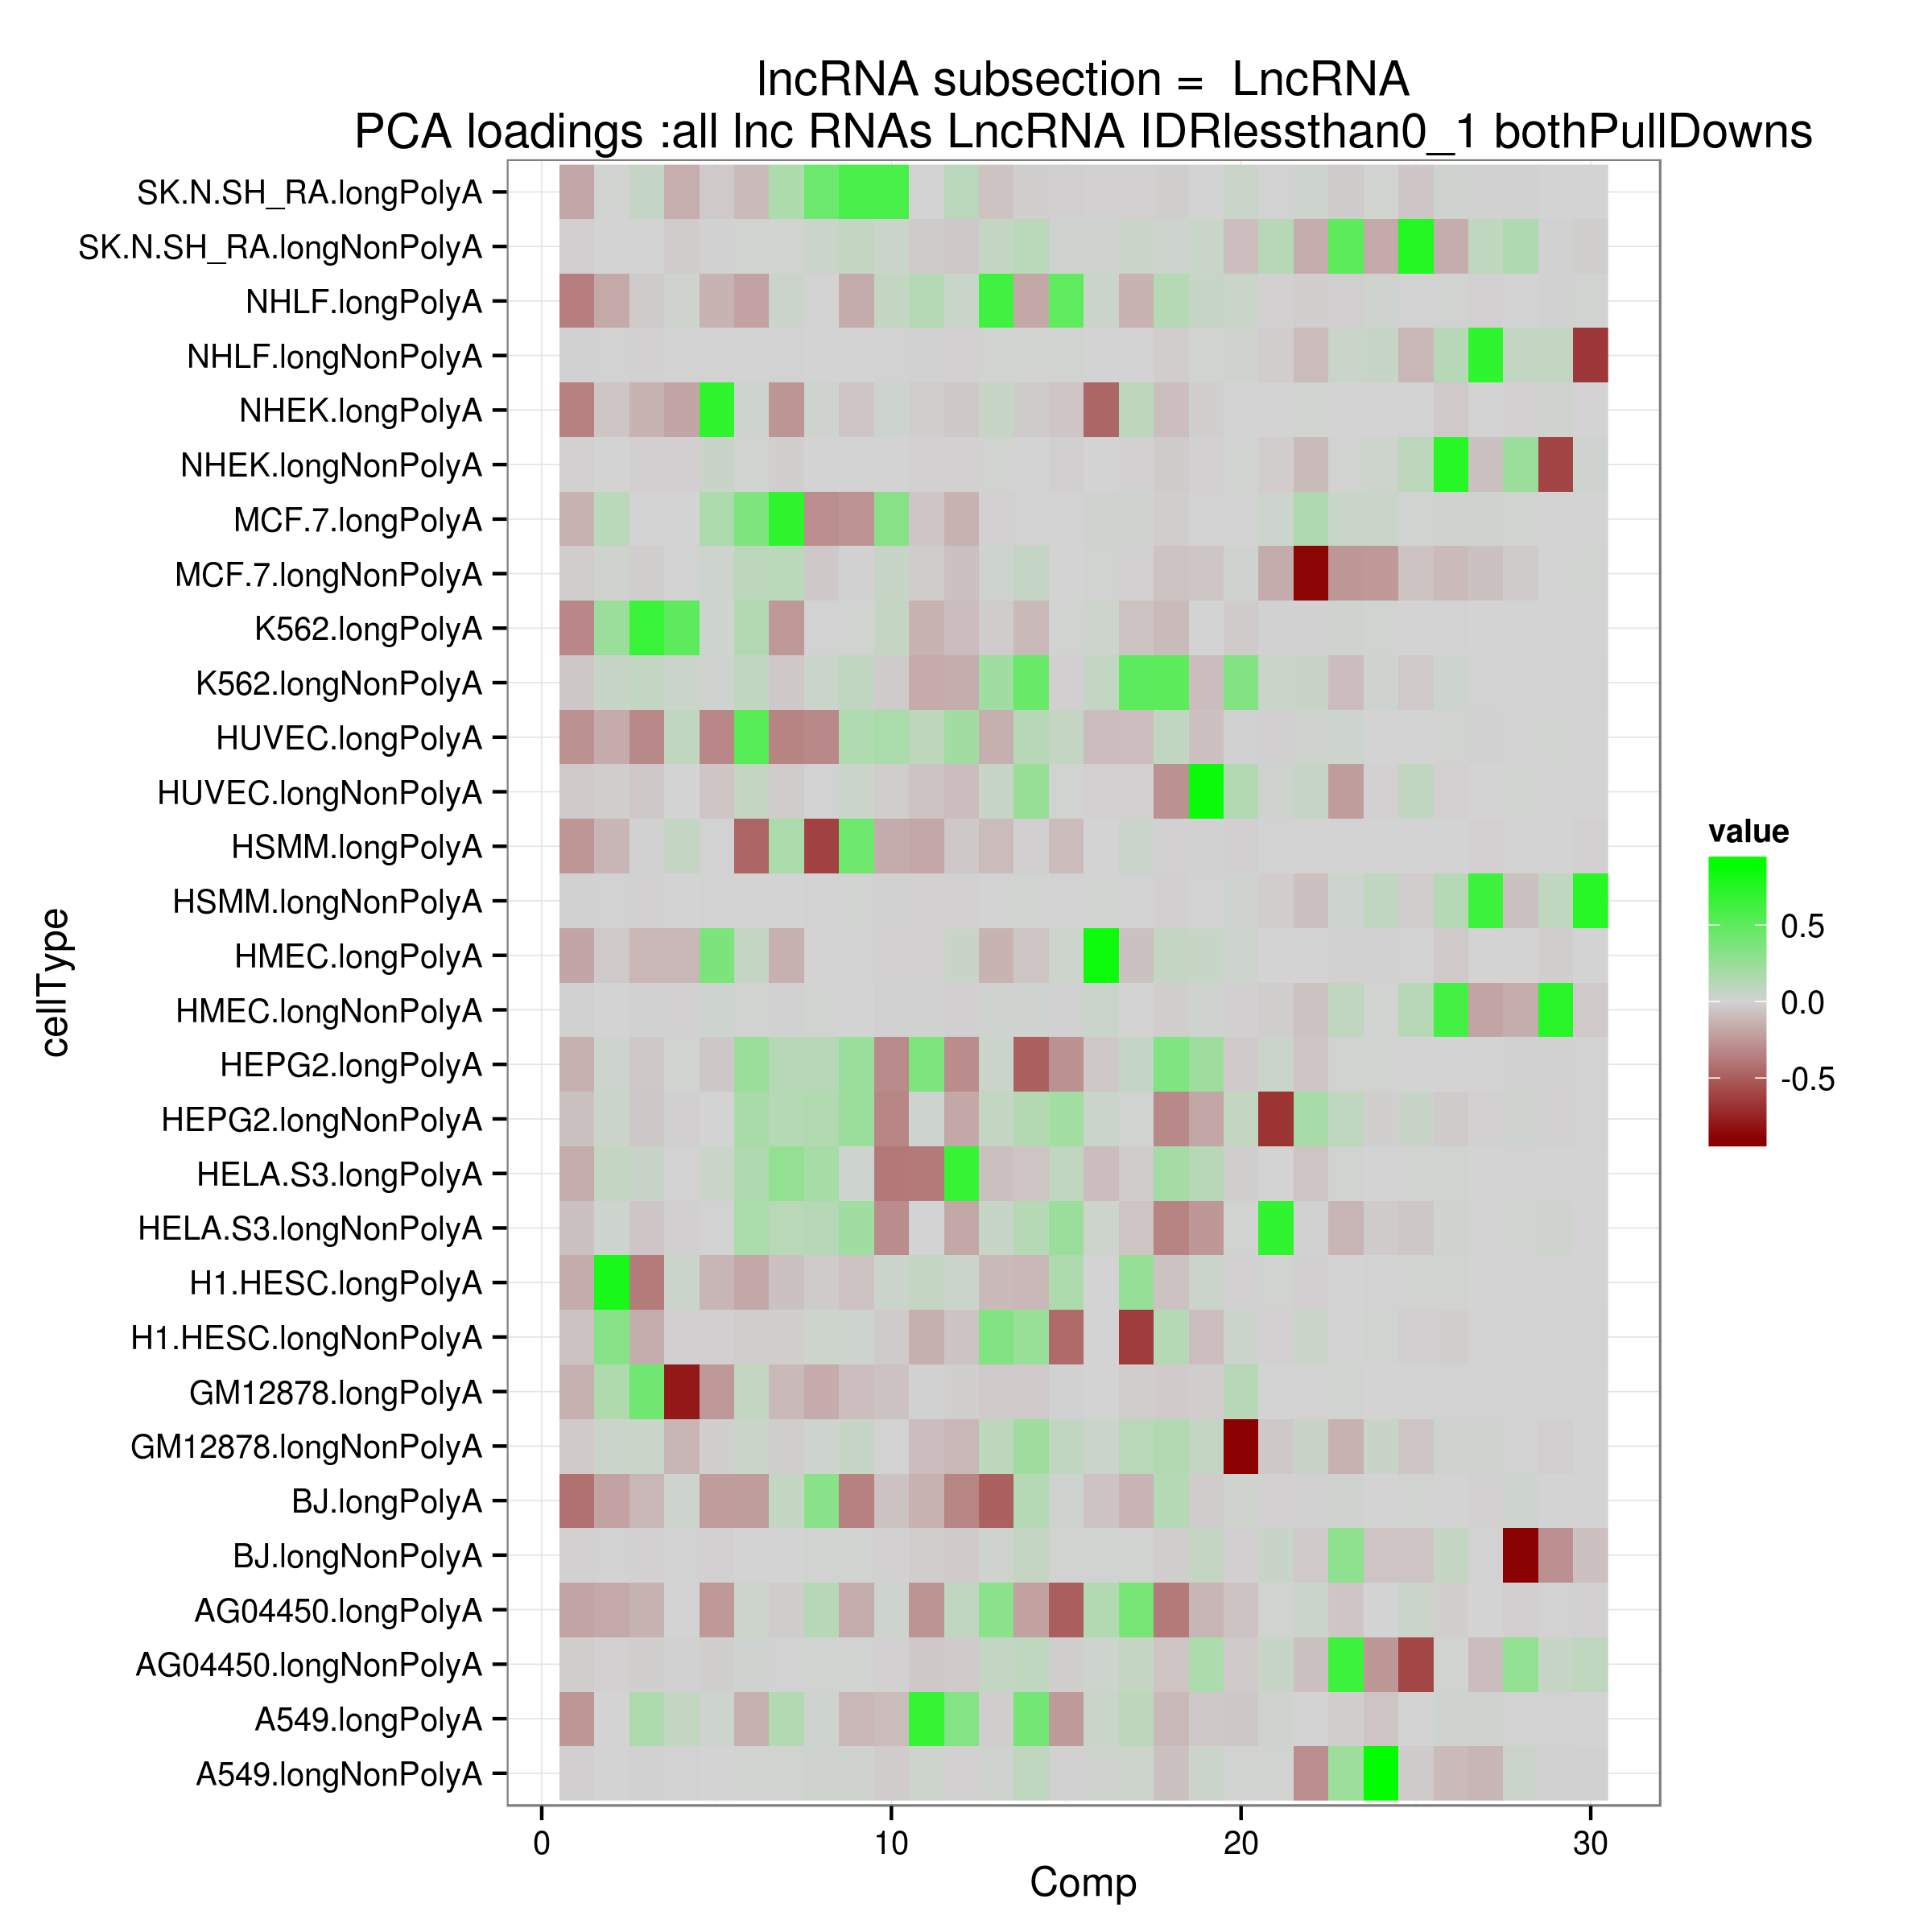 lncRNA subsection =  LncRNA
PCA loadings :all lnc RNAs LncRNA IDRlessthan0_1 bothPullDowns
cellType
SK.N.SH_RA.longPolyA
SK.N.SH_RA.longNonPolyA
NHLF.longPolyA
NHLF.longNonPolyA
NHEK.longPolyA
NHEK.longNonPolyA
MCF.7.longPolyA
MCF.7.longNonPolyA
K562.longPolyA
K562.longNonPolyA
HUVEC.longPolyA
HUVEC.longNonPolyA
HSMM.longPolyA
HSMM.longNonPolyA
HMEC.longPolyA
HMEC.longNonPolyA
HEPG2.longPolyA
HEPG2.longNonPolyA
HELA.S3.longPolyA
HELA.S3.longNonPolyA
H1.HESC.longPolyA
H1.HESC.longNonPolyA
GM12878.longPolyA
GM12878.longNonPolyA
BJ.longPolyA
BJ.longNonPolyA
AG04450.longPolyA
AG04450.longNonPolyA
A549.longPolyA
A549.longNonPolyA
0 10 20 30
Comp
value
0.5
0.0
-0.5